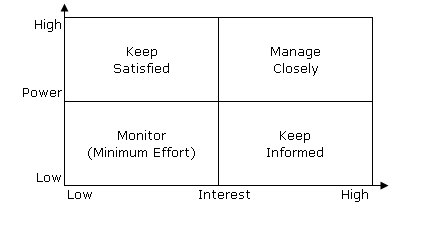 High
Keep
Satisfied
Manage
Closely
Power
Monitor
(Minimum Effort)
Keep
Informed
Low
Low
Interest
High